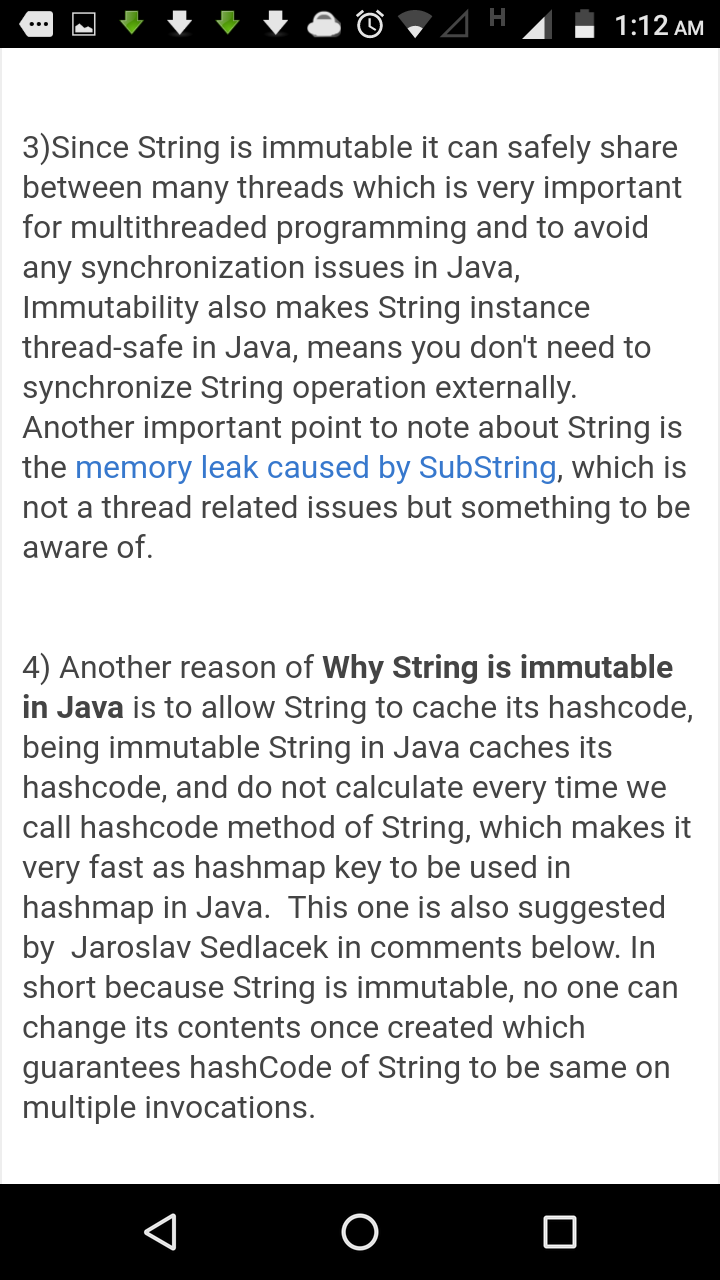 H 1:12 AM
3)Since String is immutable it can safely share
between many threads which is very important
for multithreaded programming and to avoid
any synchronization issues in Java,
Immutability also makes String instance
thread-safe in Java, means you don't need to
synchronize String operation externally.
Another important point to note about String is
the memory leak caused by SubString, which is
not a thread related issues but something to be
aware of.
4) Another reason of Why String is immutable
in Java is to allow String to cache its hashcode,
being immutable String in Java caches its
hashcode, and do not calculate every time we
call hashcode method of String, which makes it
very fast as hashmap key to be used in
hashmap in Java.  This one is also suggested
by  Jaroslav Sedlacek in comments below. In
short because String is immutable, no one can
change its contents once created which
guarantees hashCode of String to be same on
multiple invocations.